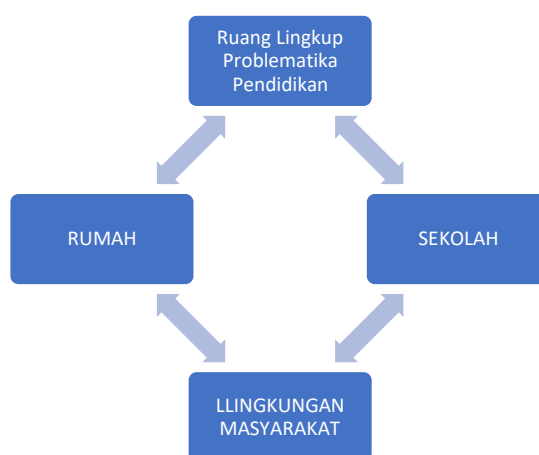 Ruang Lingkup
Problematika
Pendidikan
RUMAH
SEKOLAH
LLINGKUNGAN
MASYARAKAT